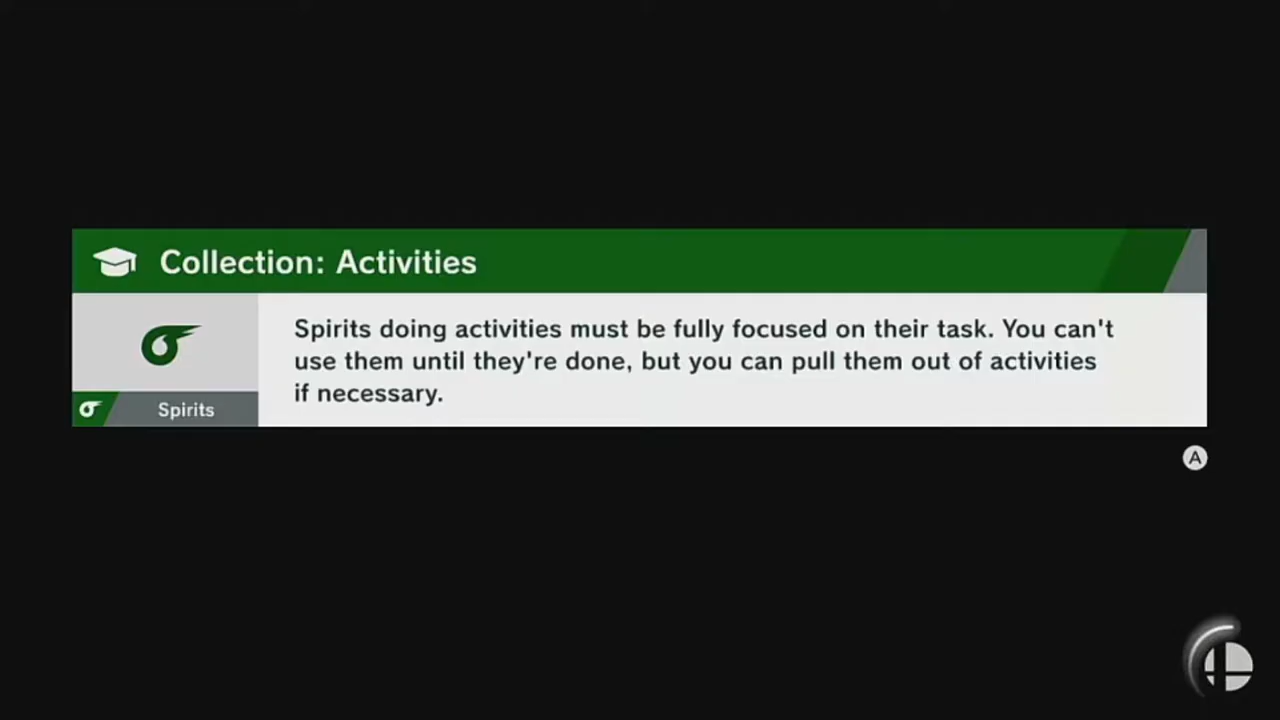 Collection: Activities
Spirits doing activities must be fully focused on their task. You can't
use them until they're done, but you can pull them out of activities
if necessary.
Spirits
A